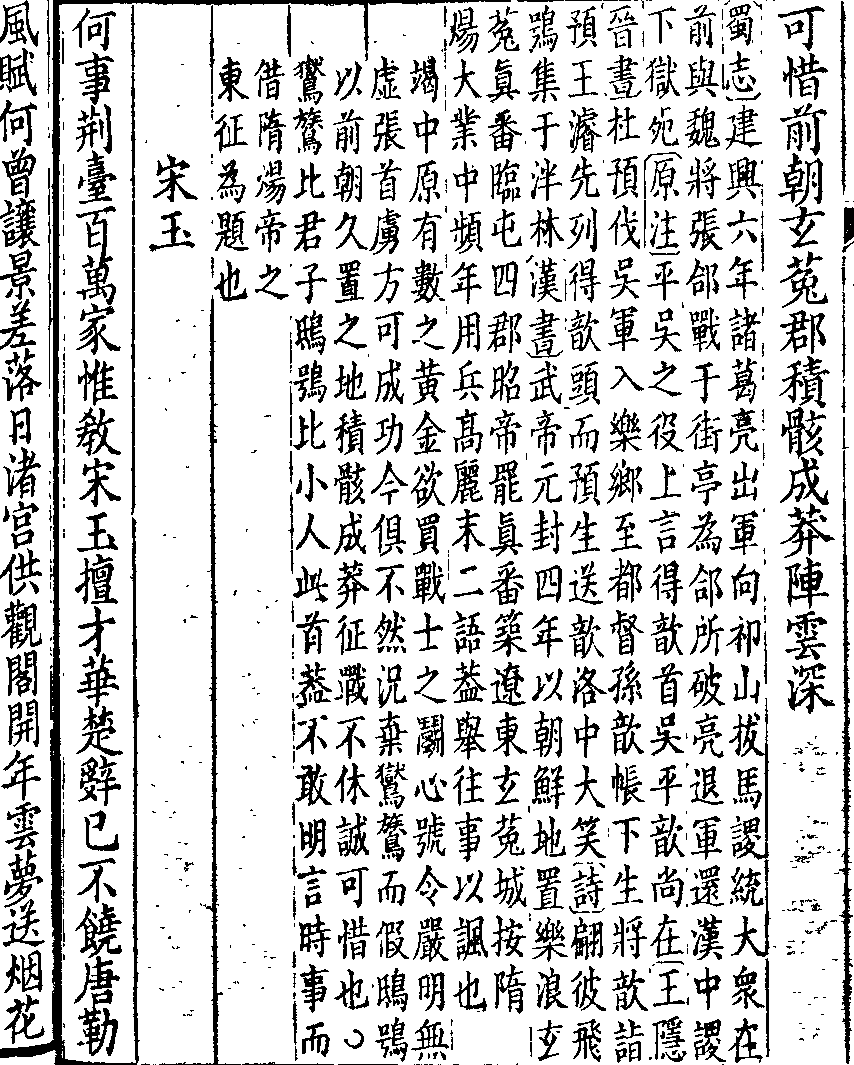 可惜前朝玄菟郡積骸成莽陣雲深
蜀志建興六年諸葛亮出軍向祁山拔馬謖統大衆在
前與魏將張郃戰于街亭為郃所破亮退軍還漢中謖
下獄死原注平吳之役上言得歆首吳平歆尚在王隱
晉書杜預伐吳軍入樂鄉至都督孫歆帳下生將歆詣
預王濬先列得歆頭而預生送歆洛中大笑詩翩彼飛
鴞集于泮林漢書武帝元封四年以朝鮮地置樂浪玄
菟眞番臨屯四郡昭帝罷眞番築遼東玄菟城按隋
煬大業中頻年用兵高麗末二語葢舉往事以諷也
竭中原有數之黃金欲買戰士之鬭心號令嚴明無
虛張首虜方可成功今俱不然況棄鸑鷟而假鴟鴞
以前朝久置之地積骸成莽征戰不休誠可惜也
鸑鷟比君子鴟鴞比小人此首葢不敢明言時事而
借隋煬帝之
東征為題也
宋玉
何事荆臺百萬家惟教宋玉擅才華楚辭已不饒唐勒
風賦何曾讓景差落日渚宮供觀閣開年雲夢送烟花